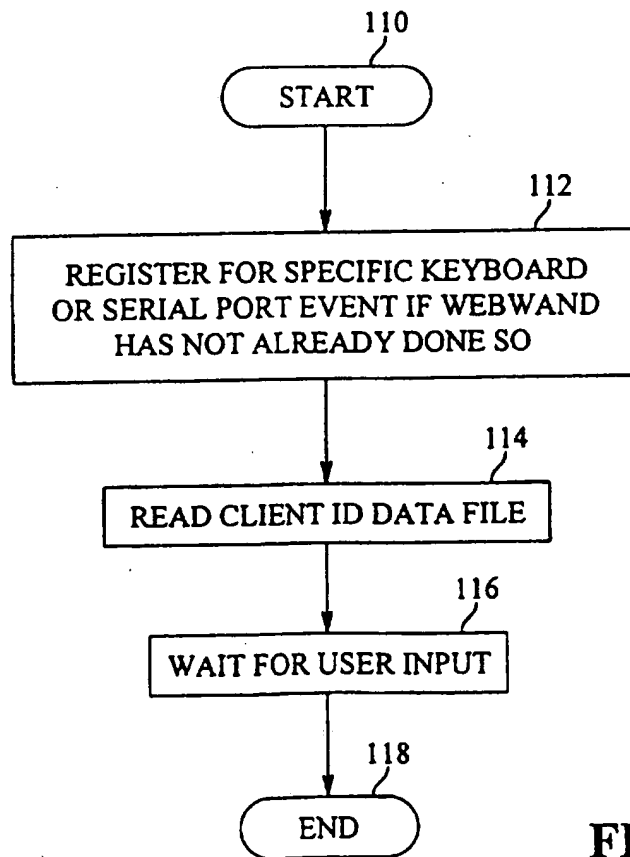 110
START
112
REGISTER FOR SPECIFIC KEYBOARD
OR SERIAL PORT EVENT IF WEBWAND
HAS NOT ALREADY DONE SO
114
READ CLIENT ID DATA FILE
116
WAIT FOR USER INPUT
118
END